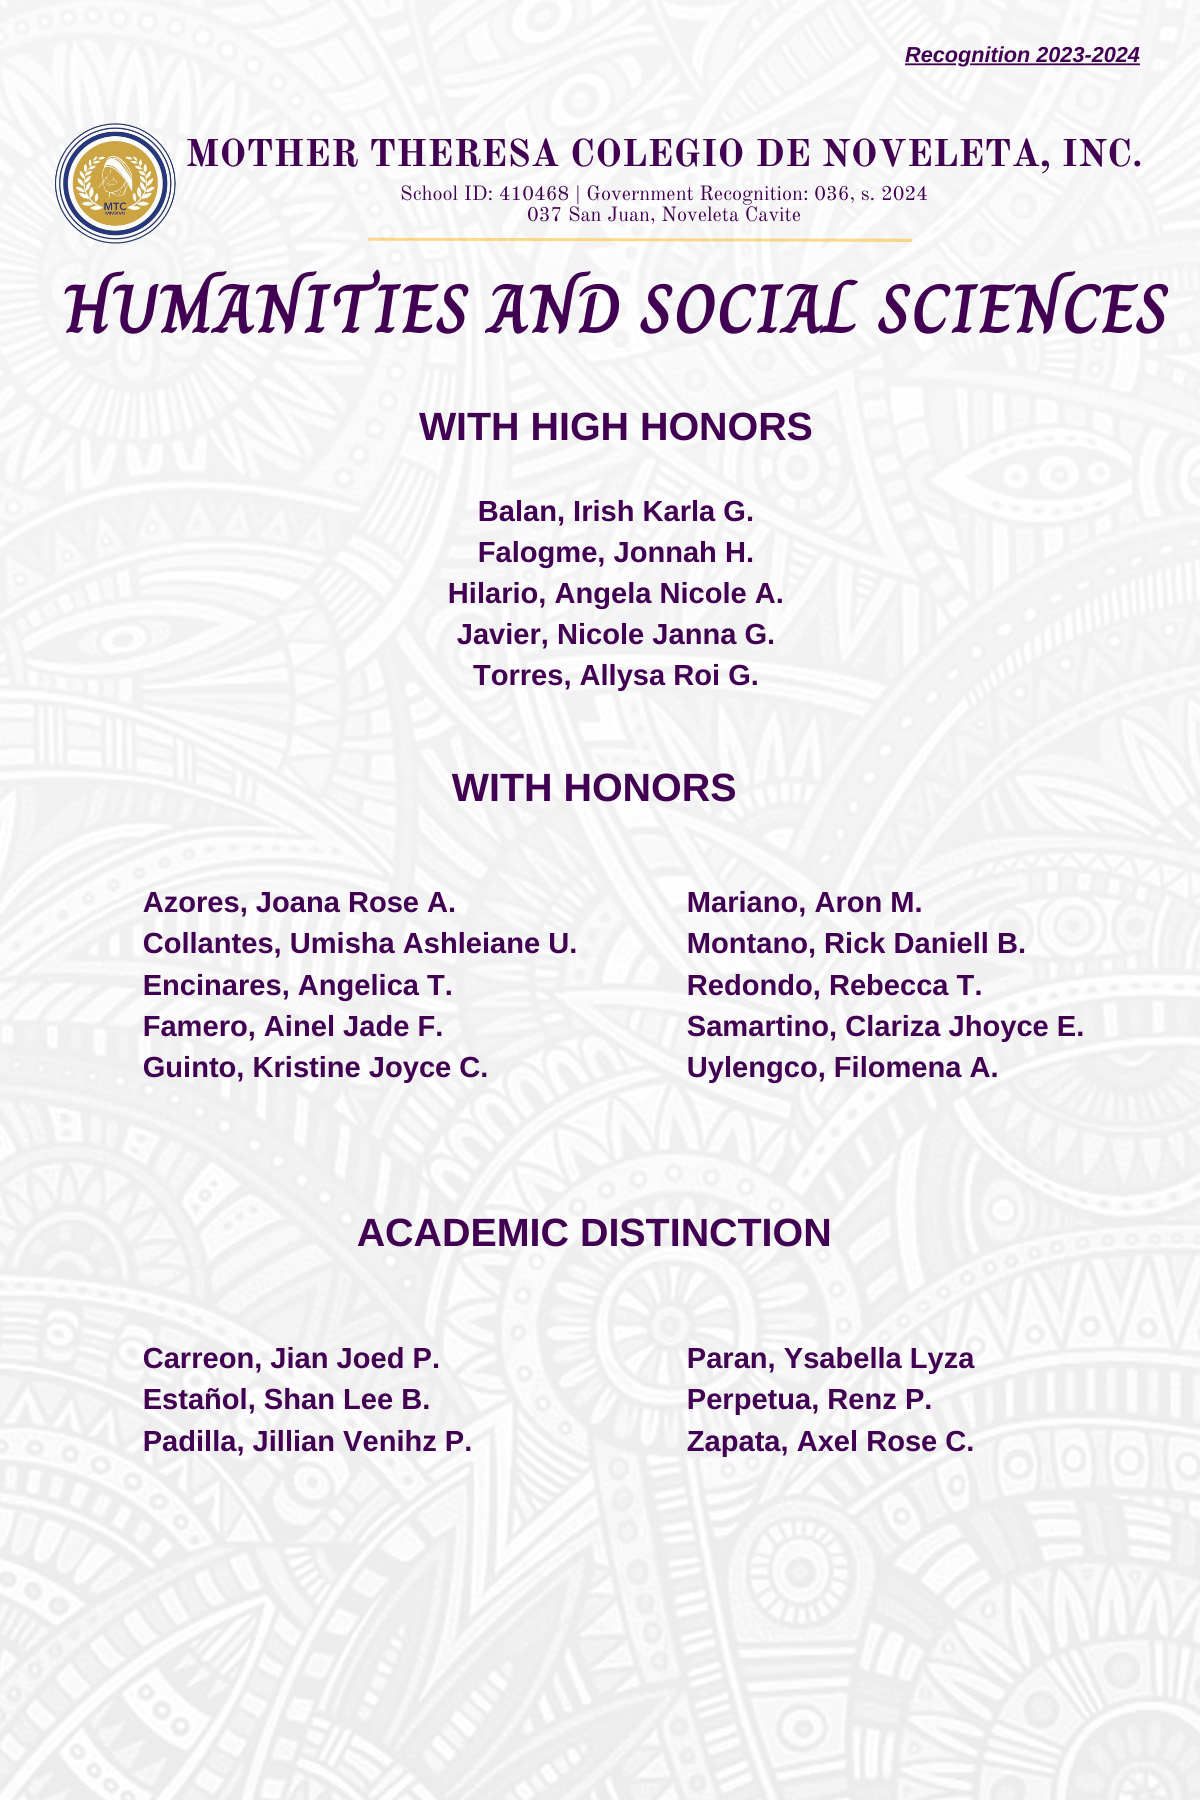 Recognition 2023-2024
MOTHER THERESA COLEGIO DE NOVELETA, INC.
School ID: 410468 | Government Recognition: 036, s. 2024
037 San Juan, Noveleta Cavite
MTC
HUMANITIES AND SOCIAL SCIENCES
WITH HIGH HONORS
Balan, Irish Karla G.
Falogme, Jonnah H.
Hilario, Angela Nicole A.
Javier, Nicole Janna G.
Torres, Allysa Roi G.
WITH HONORS
Azores, Joana Rose A.
Collantes, Umisha Ashleiane U.
Encinares, Angelica T.
Famero, Ainel Jade F.
Guinto, Kristine Joyce C.
Mariano, Aron M.
Montano, Rick Daniell B.
Redondo, Rebecca T.
Samartino, Clariza Jhoyce E.
Uylengco, Filomena A.
ACADEMIC DISTINCTION
Carreon, Jian Joed P.
Estañol, Shan Lee B.
Padilla, Jillian Venihz P.
Paran, Ysabella Lyza
Perpetua, Renz P.
Zapata, Axel Rose C.